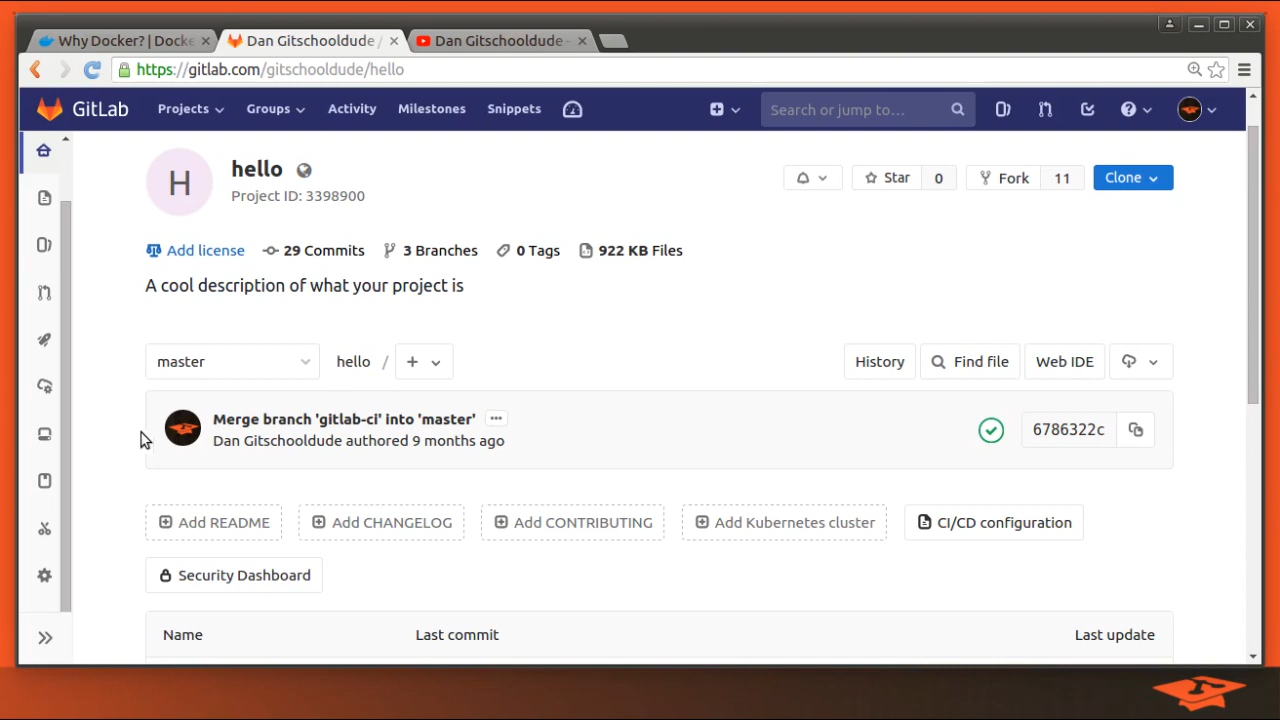 Why Docker? | Docke
Dan Gitschooldude /
Dan Gitschooldude -
https://gitlab.com/gitschooldude/hello
GitLab Projects Groups Activity Milestones Snippets Search or jump to...
H
hello
Project ID: 3398900
Star 0 Fork 11 Clone
Add license 29 Commits 3 Branches 0 Tags 922 KB Files
A cool description of what your project is
master hello / + History Find file Web IDE
Merge branch 'gitlab-ci' into 'master'
Dan Gitschooldude authored 9 months ago
6786322c
Add README Add CHANGELOG Add CONTRIBUTING Add Kubernetes cluster CI/CD configuration
Security Dashboard
Name Last commit Last update